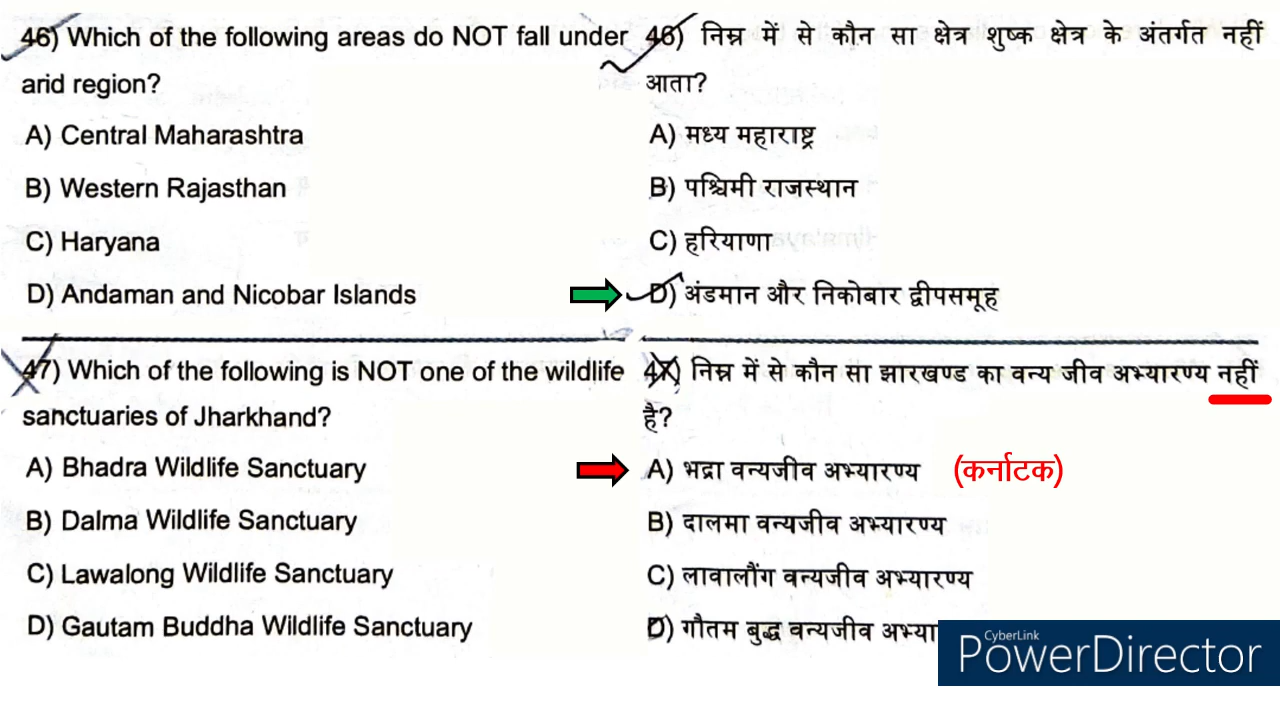 46) Which of the following areas do NOT fall under
arid region?
A) Central Maharashtra
B) Western Rajasthan
C) Haryana
D) Andaman and Nicobar Islands
47) Which of the following is NOT one of the wildlife
sanctuaries of Jharkhand?
A) Bhadra Wildlife Sanctuary
B) Dalma Wildlife Sanctuary
C) Lawalong Wildlife Sanctuary
D) Gautam Buddha Wildlife Sanctuary
46) निम्न में से कौन सा क्षेत्र शुष्क क्षेत्र के अंतर्गत नहीं
आता?
A) मध्य महाराष्ट्र
B) पश्चिमी राजस्थान
C) हरियाणा
D) अंडमान और निकोबार द्वीपसमूह
47) निम्न में से कौन सा झारखण्ड का वन्य जीव अभ्यारण्य नहीं
है?
A) भद्रा वन्यजीव अभ्यारण्य (कर्नाटक)
B) दालमा वन्यजीव अभ्यारण्य
C) लावालौंग वन्यजीव अभ्यारण्य
D) गौतम बुद्ध वन्यजीव अभ्या
CyberLink
PowerDirector